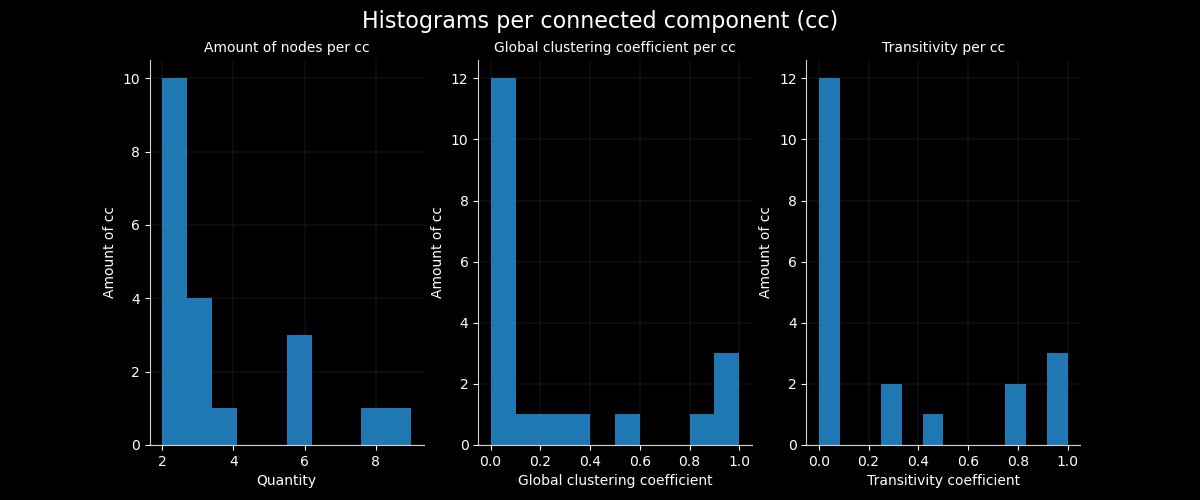 Histograms per connected component (cc)
Amount of nodes per cc
Amount of cc
10
8
6
4
2
0
2 4 6 8
Quantity
Global clustering coefficient per cc
Amount of cc
12
10
8
6
4
2
0
0.0 0.2 0.4 0.6 0.8 1.0
Global clustering coefficient
Transitivity per cc
Amount of cc
12
10
8
6
4
2
0
0.0 0.2 0.4 0.6 0.8 1.0
Transitivity coefficient